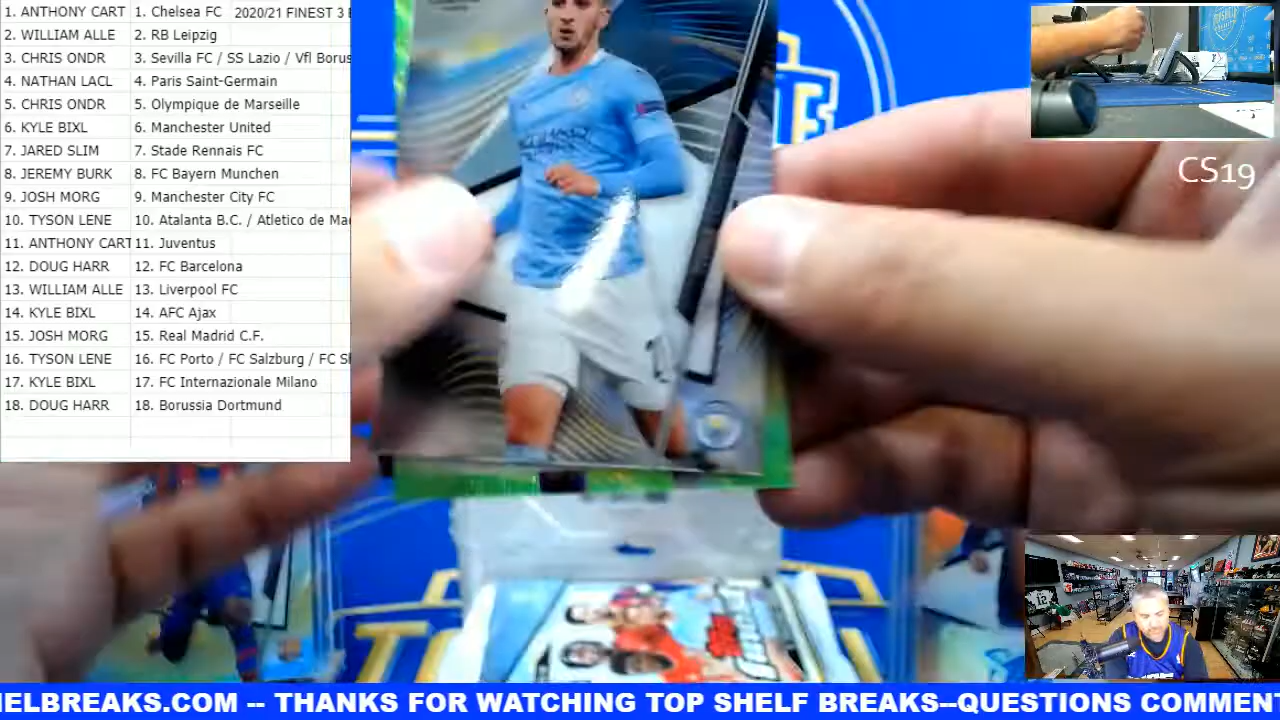 1. ANTHONY CART 1. Chelsea FC 2020/21 FINEST 3
2. WILLIAM ALLE 2. RB Leipzig
3. CHRIS ONDR 3. Sevilla FC / SS Lazio / Vfl Borus
4. NATHAN LACL 4. Paris Saint-Germain
5. CHRIS ONDR 5. Olympique de Marseille
6. KYLE BIXL 6. Manchester United
7. JARED SLIM 7. Stade Rennais FC
8. JEREMY BURK 8. FC Bayern Munchen
9. JOSH MORG 9. Manchester City FC
10. TYSON LENE 10. Atalanta B.C. / Atletico de Mad
11. ANTHONY CART 11. Juventus
12. DOUG HARR 12. FC Barcelona
13. WILLIAM ALLE 13. Liverpool FC
14. KYLE BIXL 14. AFC Ajax
15. JOSH MORG 15. Real Madrid C.F.
16. TYSON LENE 16. FC Porto / FC Salzburg / FC Sh
17. KYLE BIXL 17. FC Internazionale Milano
18. DOUG HARR 18. Borussia Dortmund
CS19
HELBREAKS.COM -- THANKS FOR WATCHING TOP SHELF BREAKS--QUESTIONS COMMENT